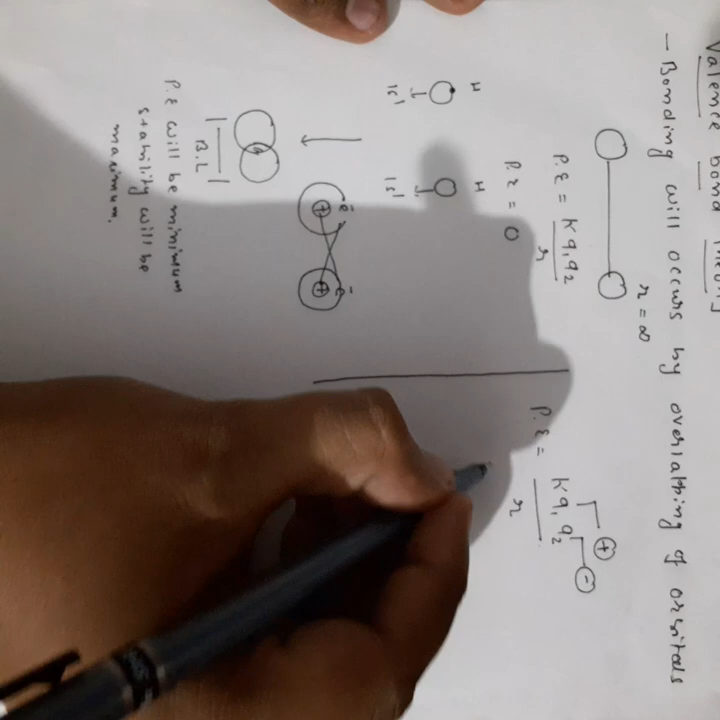 Valence Bond Theory
- Bonding will occurs by overlapping of orbitals
r = ∞
P.E = Kq1q2
r
P.E = 0
H H
1s¹ 1s¹
e⁻ e⁻
+ +
B.L
P.E will be minimum
stability will be
maximum.
+ -
P.E = Kq1q2
r